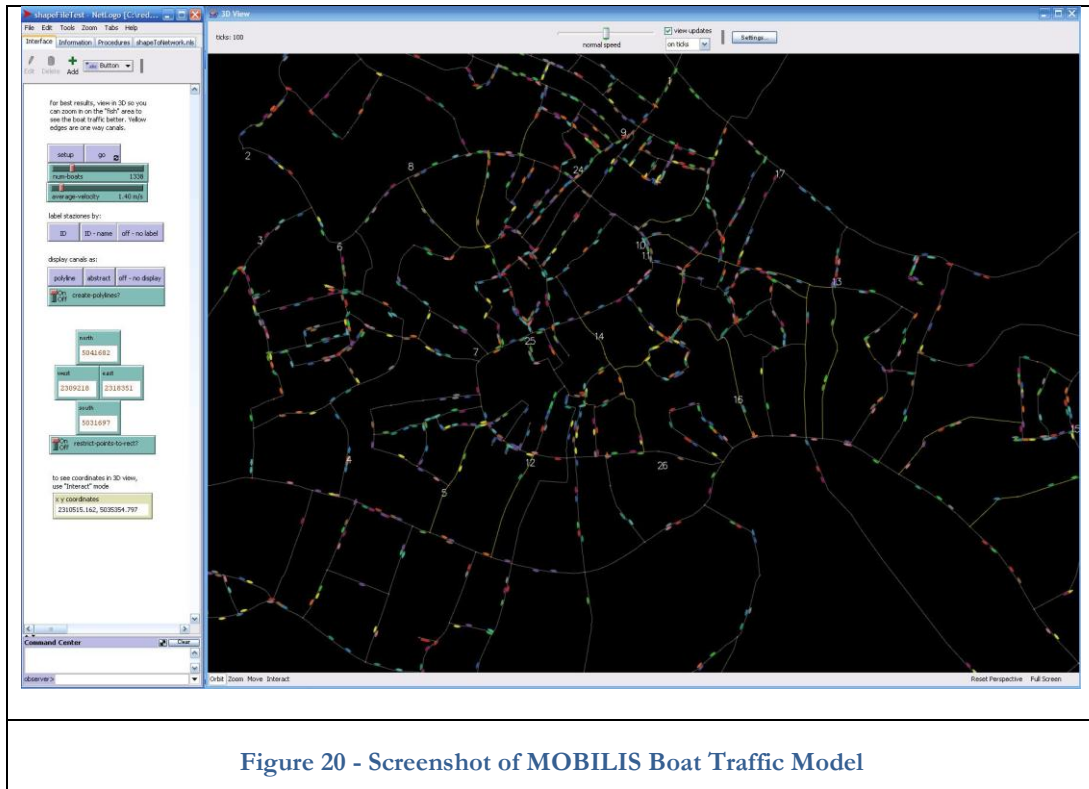 shapeFileTest - NetLogo {C:\red...
File Edit Tools Zoom Tabs Help
Interface Information Procedures shapeToNetwork.nls
Edit Delete Add abc Button
for best results, view in 3D so you
can zoom in on the "fish" area to
see the boat traffic better. Yellow
edges are one way canals.
setup go
num-boats 1338
average-velocity 1.40 m/s
label staziones by:
ID ID - name off - no label
display canals as:
polyline abstract off - no display
On
Off create-polylines?
north
5041682
west east
2309218 2318351
south
5031697
On
Off restrict-points-to-rect?
to see coordinates in 3D view,
use "Interact" mode
x y coordinates
2310515.162, 5035354.797
Command Center Clear
observer>
3D View
ticks: 100
normal speed
view updates
on ticks
Settings...
1
9
2
8
24
17
3
6
10
11
13
14
25
7
16
15
12
26
4
5
Orbit Zoom Move Interact Reset Perspective Full Screen
Figure 20 - Screenshot of MOBILIS Boat Traffic Model